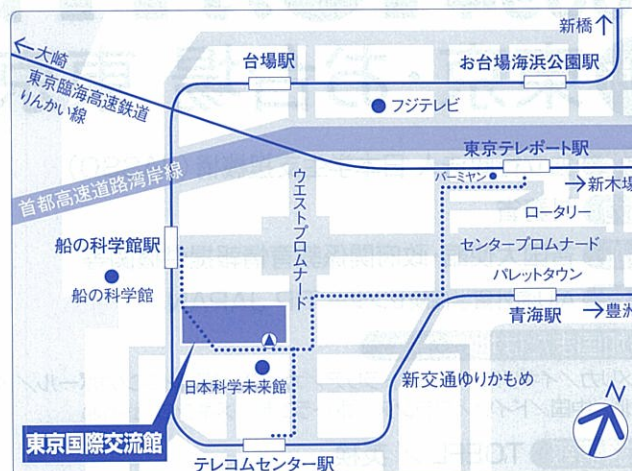 新橋↑
←大崎
東京臨海高速鉄道
りんかい線
台場駅
お台場海浜公園駅
フジテレビ
首都高速道路湾岸線
東京テレポート駅
バーミヤン
→新木場
ロータリー
ウエストプロムナード
センタープロムナード
パレットタウン
船の科学館駅
船の科学館
青海駅
→豊洲
日本科学未来館
新交通ゆりかもめ
東京国際交流館
テレコムセンター駅
N